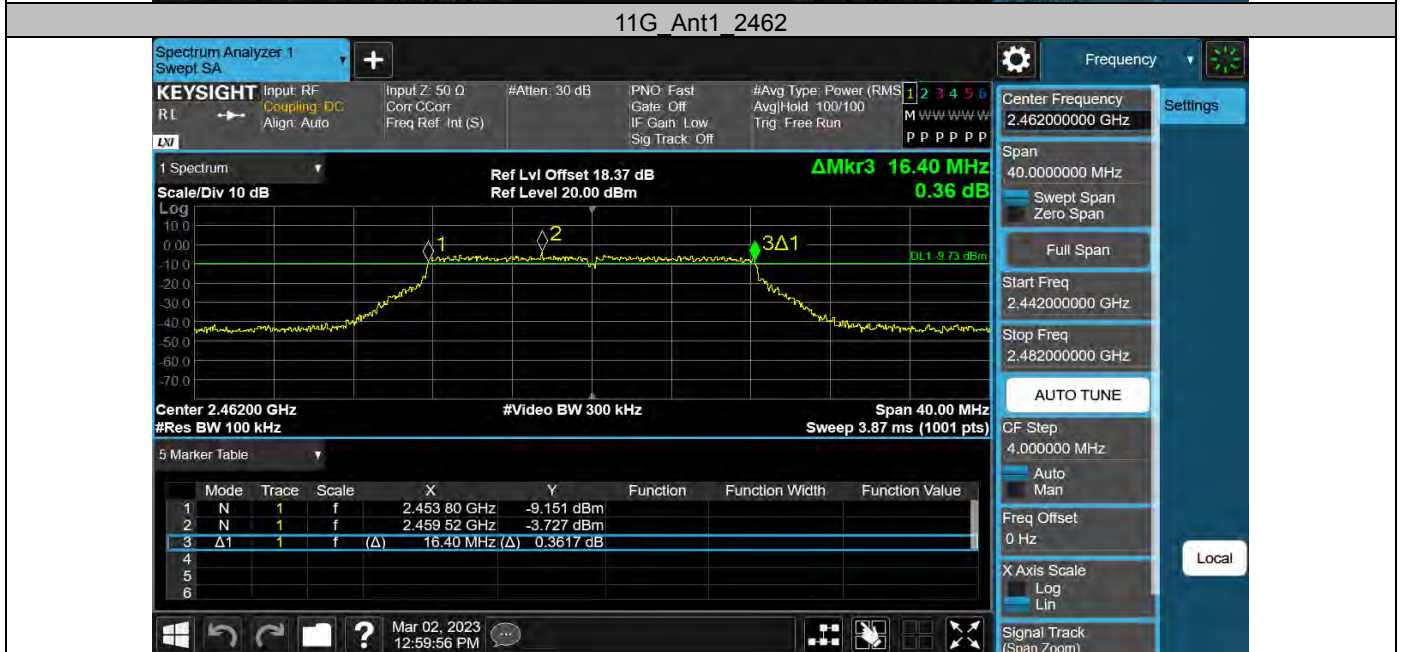 11G_Ant1_2462
Spectrum Analyzer 1
Swept SA
+
Frequency
KEYSIGHT
RL
LXI
Input: RF
Coupling: DC
Align: Auto
Input Z: 50 Ω
Corr CCorr
Freq Ref: Int (S)
#Atten: 30 dB
PNO: Fast
Gate: Off
IF Gain: Low
Sig Track: Off
#Avg Type: Power (RMS
Avg|Hold: 100/100
Trig: Free Run
1 2 3 4 5 6
M W W W W W
P P P P P P
1 Spectrum
Scale/Div 10 dB
Log
Ref Lvl Offset 18.37 dB
Ref Level 20.00 dBm
ΔMkr3 16.40 MHz
0.36 dB
10.0
0.00
-10.0
-20.0
-30.0
-40.0
-50.0
-60.0
-70.0
1
2
3Δ1
DL1 -9.73 dBm
Center 2.46200 GHz
#Res BW 100 kHz
#Video BW 300 kHz
Span 40.00 MHz
Sweep 3.87 ms (1001 pts)
5 Marker Table
Mode Trace Scale X Y Function Function Width Function Value
1 N 1 f 2.453 80 GHz -9.151 dBm
2 N 1 f 2.459 52 GHz -3.727 dBm
3 Δ1 1 f (Δ) 16.40 MHz (Δ) 0.3617 dB
4
5
6
?
Mar 02, 2023
12:59:56 PM
Center Frequency
2.462000000 GHz
Settings
Span
40.0000000 MHz
Swept Span
Zero Span
Full Span
Start Freq
2.442000000 GHz
Stop Freq
2.482000000 GHz
AUTO TUNE
CF Step
4.000000 MHz
Auto
Man
Freq Offset
0 Hz
Local
X Axis Scale
Log
Lin
Signal Track
(Span Zoom)